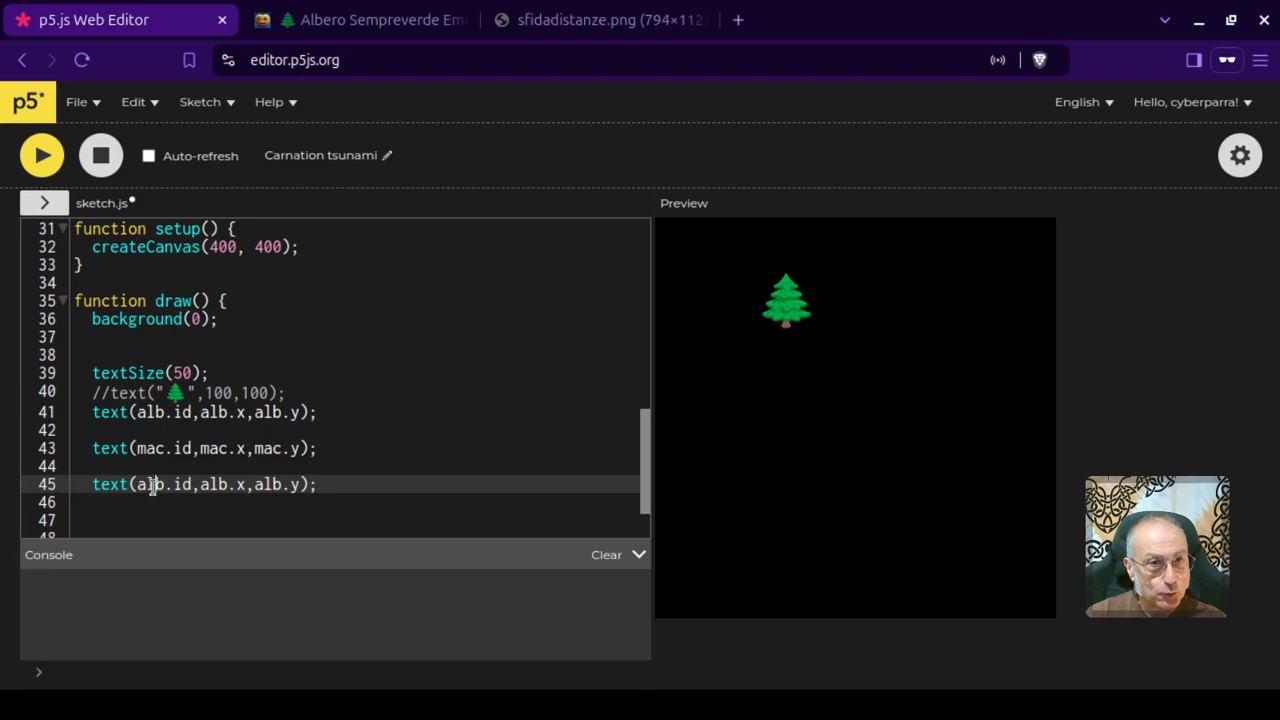 p5.js Web Editor
🌲 Albero Sempreverde Em
sfidadistanze.png (794×112
editor.p5js.org
p5*
File
Edit
Sketch
Help
English
Hello, cyberparra!
Auto-refresh
Carnation tsunami
sketch.js
Preview
31 function setup() {
32 createCanvas(400, 400);
33 }
34
35 function draw() {
36 background(0);
37
38
39 textSize(50);
40 //text("🌲",100,100);
41 text(alb.id,alb.x,alb.y);
42
43 text(mac.id,mac.x,mac.y);
44
45 text(alb.id,alb.x,alb.y);
46
47
48
Console
Clear